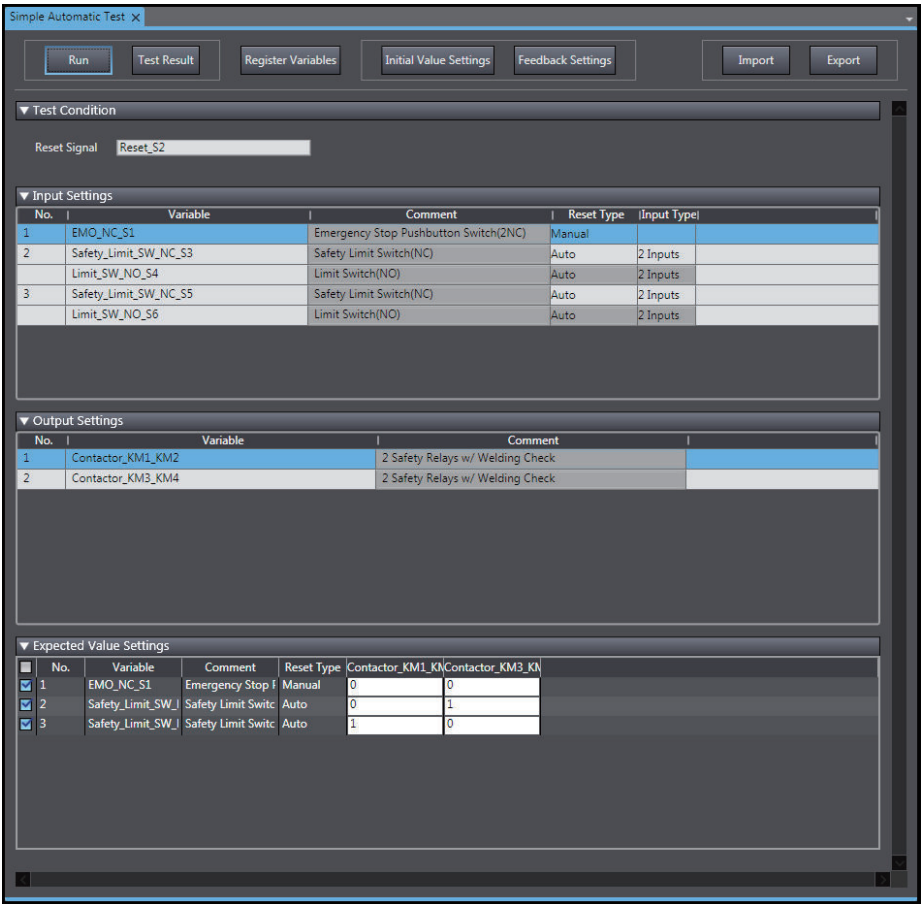 Simple Automatic Test
Run Test Result Register Variables Initial Value Settings Feedback Settings Import Export
Test Condition
Reset Signal Reset_S2
Input Settings
No. Variable Comment Reset Type Input Type
1 EMO_NC_S1 Emergency Stop Pushbutton Switch(2NC) Manual
2 Safety_Limit_SW_NC_S3 Safety Limit Switch(NC) Auto 2 Inputs
Limit_SW_NO_S4 Limit Switch(NO) Auto 2 Inputs
3 Safety_Limit_SW_NC_S5 Safety Limit Switch(NC) Auto 2 Inputs
Limit_SW_NO_S6 Limit Switch(NO) Auto 2 Inputs
Output Settings
No. Variable Comment
1 Contactor_KM1_KM2 2 Safety Relays w/ Welding Check
2 Contactor_KM3_KM4 2 Safety Relays w/ Welding Check
Expected Value Settings
No. Variable Comment Reset Type Contactor_KM1_KM Contactor_KM3_KM
1 EMO_NC_S1 Emergency Stop Manual 0 0
2 Safety_Limit_SW_ Safety Limit Switc Auto 0 1
3 Safety_Limit_SW_ Safety Limit Switc Auto 1 0